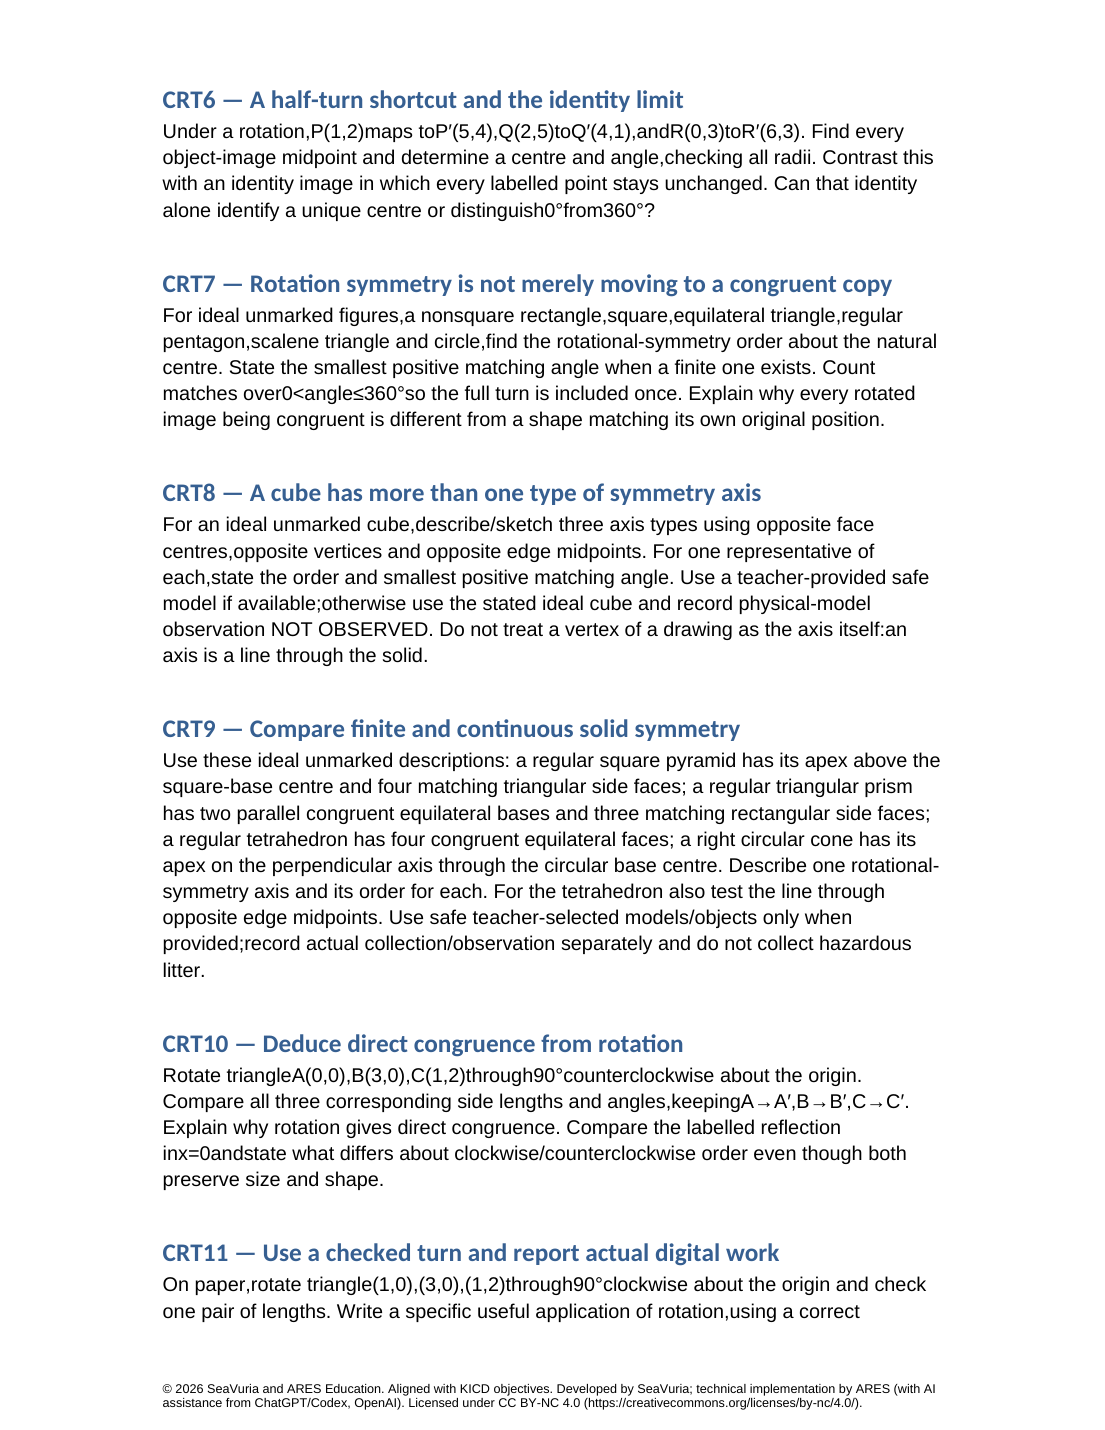 CRT6 — A half-turn shortcut and the identity limit
Under a rotation,P(1,2)maps toP′(5,4),Q(2,5)toQ′(4,1),andR(0,3)toR′(6,3). Find every
object-image midpoint and determine a centre and angle,checking all radii. Contrast this
with an identity image in which every labelled point stays unchanged. Can that identity
alone identify a unique centre or distinguish0°from360°?
CRT7 — Rotation symmetry is not merely moving to a congruent copy
For ideal unmarked figures,a nonsquare rectangle,square,equilateral triangle,regular
pentagon,scalene triangle and circle,find the rotational-symmetry order about the natural
centre. State the smallest positive matching angle when a finite one exists. Count
matches over0<angle≤360°so the full turn is included once. Explain why every rotated
image being congruent is different from a shape matching its own original position.
CRT8 — A cube has more than one type of symmetry axis
For an ideal unmarked cube,describe/sketch three axis types using opposite face
centres,opposite vertices and opposite edge midpoints. For one representative of
each,state the order and smallest positive matching angle. Use a teacher-provided safe
model if available;otherwise use the stated ideal cube and record physical-model
observation NOT OBSERVED. Do not treat a vertex of a drawing as the axis itself:an
axis is a line through the solid.
CRT9 — Compare finite and continuous solid symmetry
Use these ideal unmarked descriptions: a regular square pyramid has its apex above the
square-base centre and four matching triangular side faces; a regular triangular prism
has two parallel congruent equilateral bases and three matching rectangular side faces;
a regular tetrahedron has four congruent equilateral faces; a right circular cone has its
apex on the perpendicular axis through the circular base centre. Describe one rotational-
symmetry axis and its order for each. For the tetrahedron also test the line through
opposite edge midpoints. Use safe teacher-selected models/objects only when
provided;record actual collection/observation separately and do not collect hazardous
litter.
CRT10 — Deduce direct congruence from rotation
Rotate triangleA(0,0),B(3,0),C(1,2)through90°counterclockwise about the origin.
Compare all three corresponding side lengths and angles,keepingA→A′,B→B′,C→C′.
Explain why rotation gives direct congruence. Compare the labelled reflection
inx=0andstate what differs about clockwise/counterclockwise order even though both
preserve size and shape.
CRT11 — Use a checked turn and report actual digital work
On paper,rotate triangle(1,0),(3,0),(1,2)through90°clockwise about the origin and check
one pair of lengths. Write a specific useful application of rotation,using a correct
© 2026 SeaVuria and ARES Education. Aligned with KICD objectives. Developed by SeaVuria; technical implementation by ARES (with AI
assistance from ChatGPT/Codex, OpenAI). Licensed under CC BY-NC 4.0 (https://creativecommons.org/licenses/by-nc/4.0/).